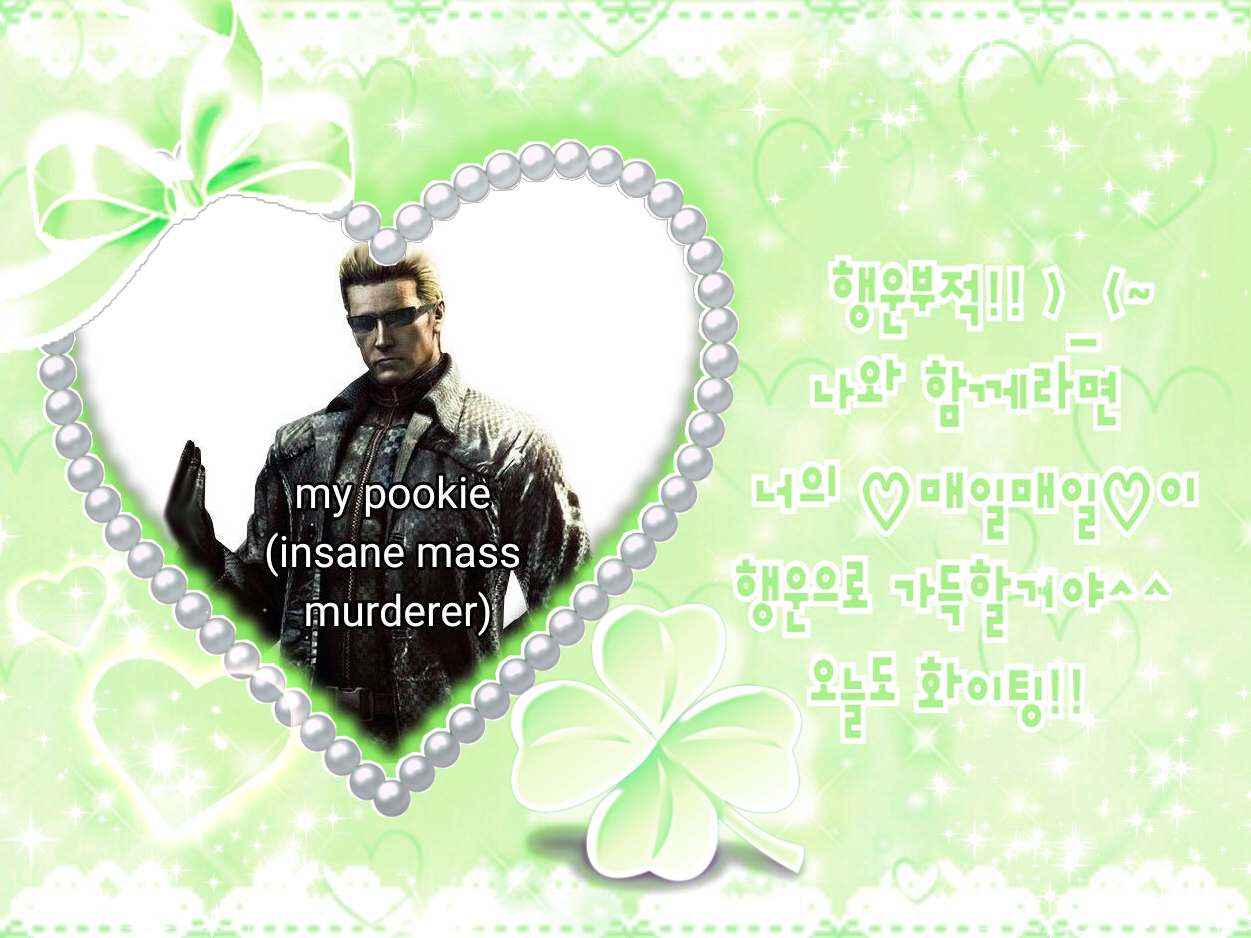 my pookie
(insane mass
murderer)
행운부적!! 〉_〈~
나와 함께라면
너의 ♡매일매일♡이
행운으로 가득할거야^^
오늘도 화이팅!!